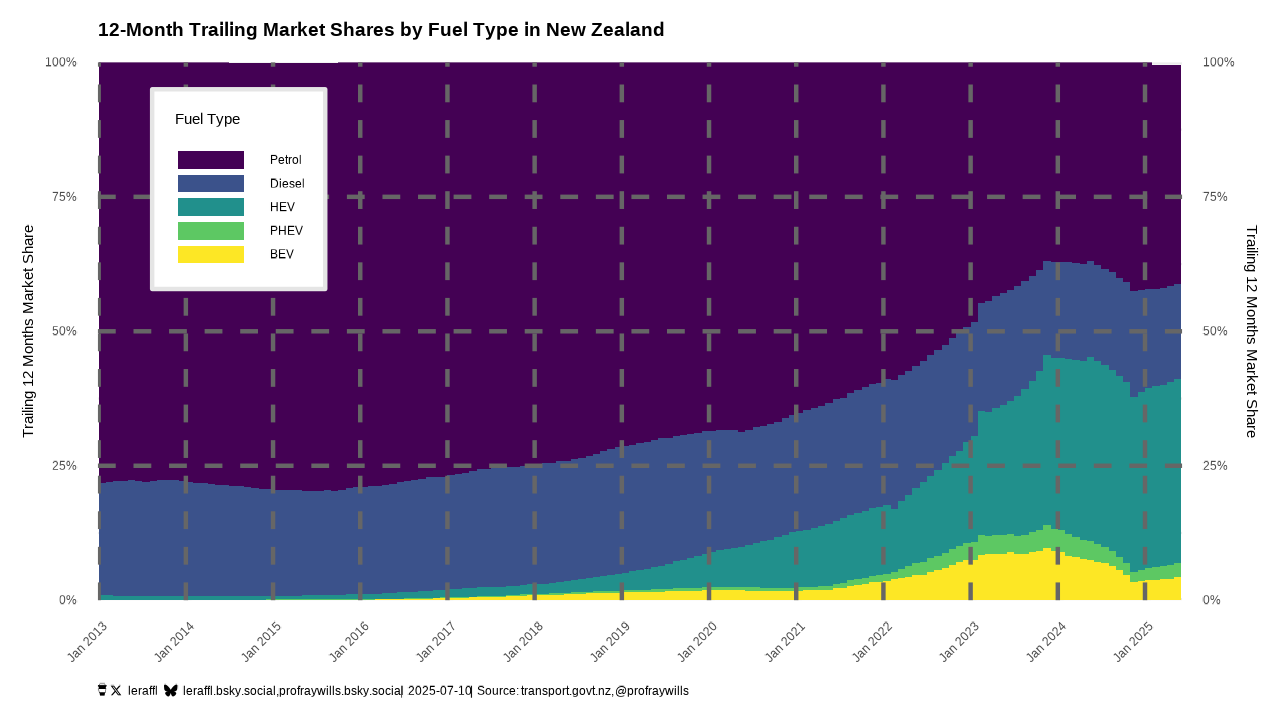 12-Month Trailing Market Shares by Fuel Type in New Zealand
100%
75%
50%
25%
0%
Trailing 12 Months Market Share
Fuel Type
Petrol
Diesel
HEV
PHEV
BEV
100%
75%
50%
25%
0%
Trailing 12 Months Market Share
Jan 2013
Jan 2014
Jan 2015
Jan 2016
Jan 2017
Jan 2018
Jan 2019
Jan 2020
Jan 2021
Jan 2022
Jan 2023
Jan 2024
Jan 2025
leraffl leraffl.bsky.social,profraywills.bsky.social| 2025-07-10| Source: transport.govt.nz,@profraywills